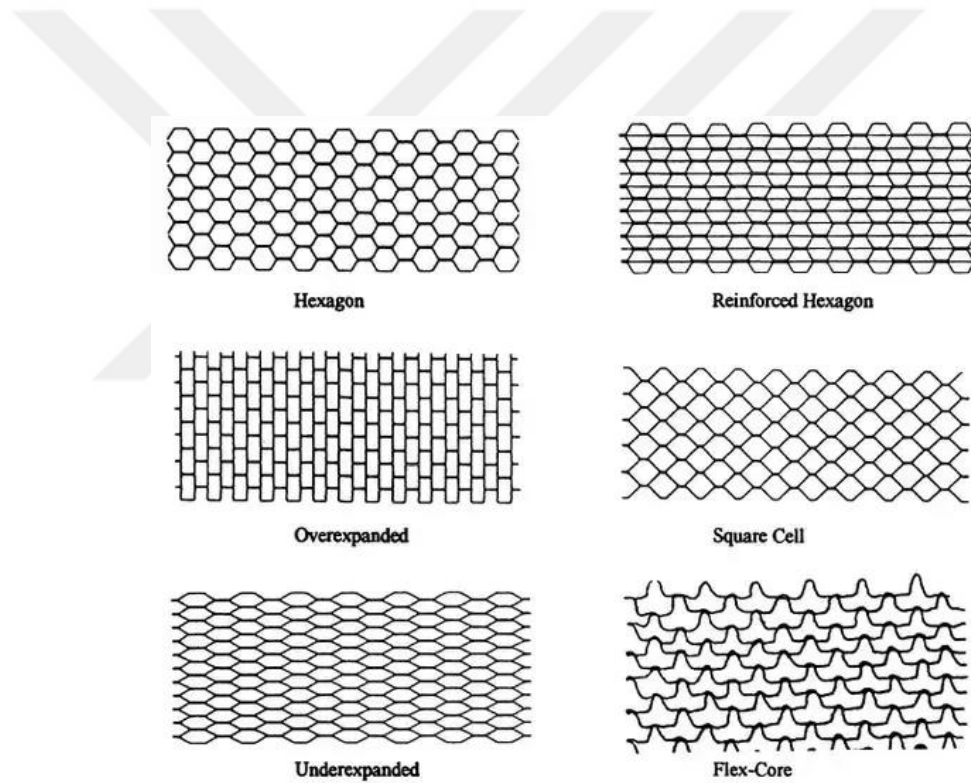 Hexagon
Reinforced Hexagon
Overexpanded
Square Cell
Underexpanded
Flex-Core